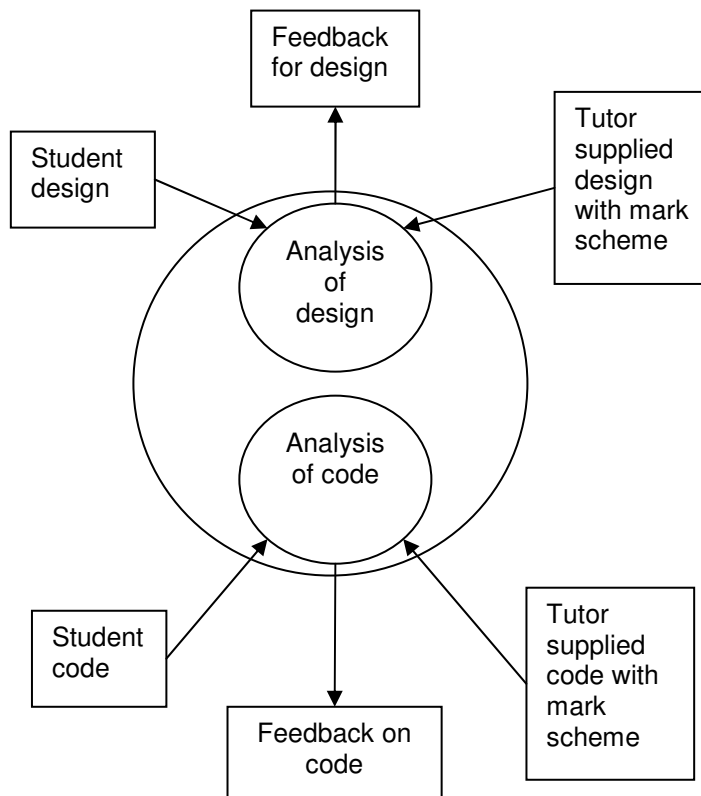 Feedback
for design
Student
design
Tutor
supplied
design
with mark
scheme
Analysis
of
design
Analysis
of code
Student
code
Tutor
supplied
code with
mark
scheme
Feedback on
code